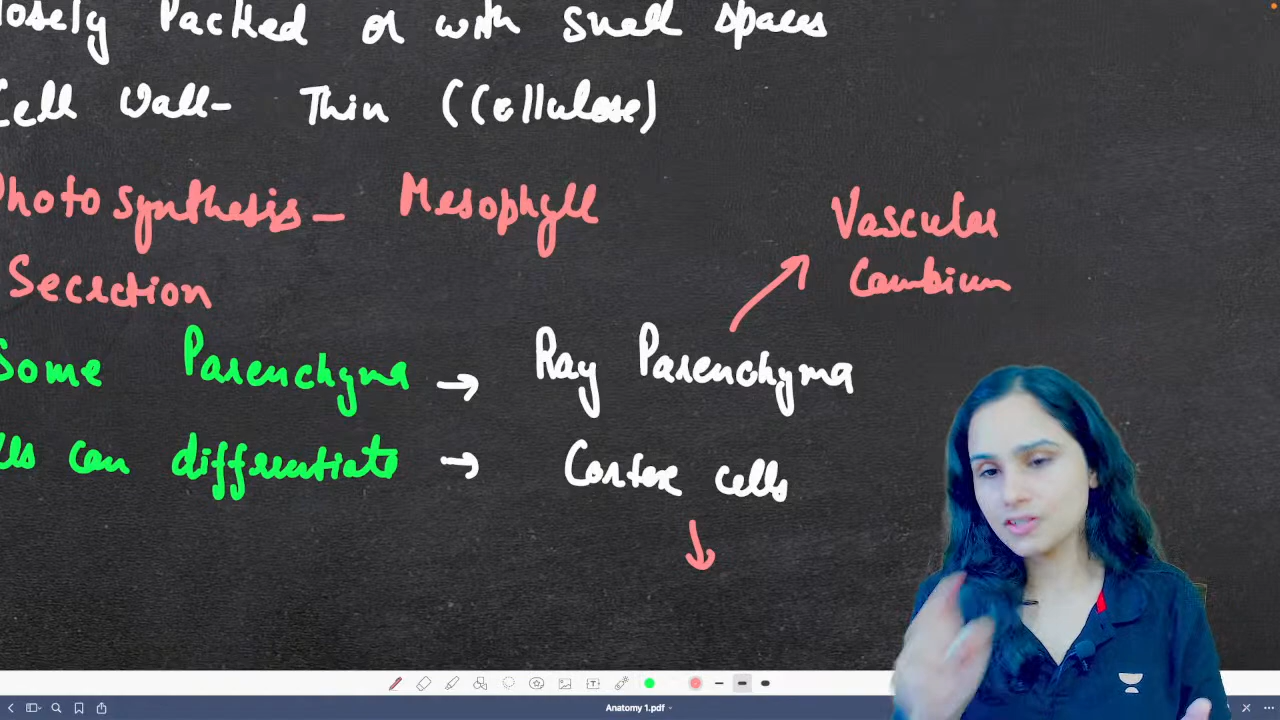 losely Packed or with small spaces
Cell Wall- Thin (Cellulose)
Photosynthesis - Mesophyll
Vascular
Cambium
Secretion
Some Parenchyma → Ray Parenchyma
lls can differentiate → Cortex cells
Anatomy 1.pdf